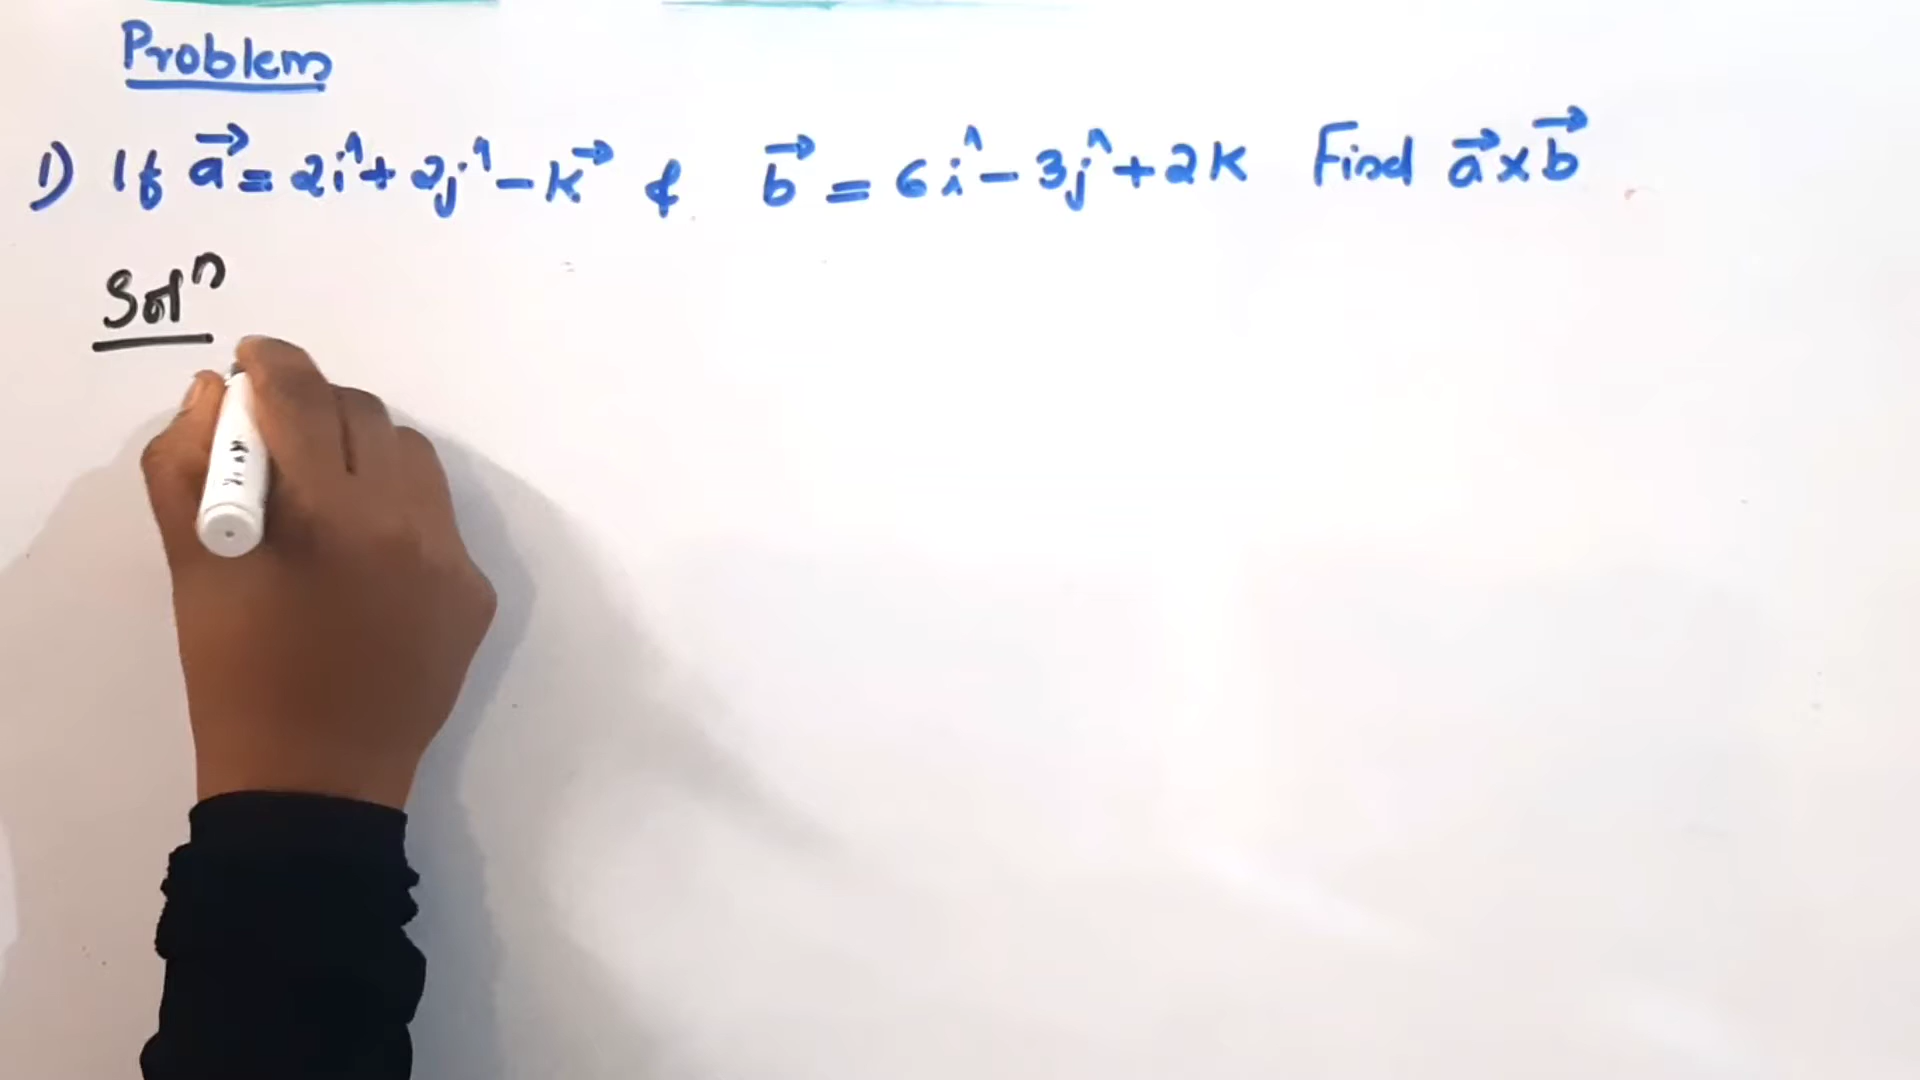 Problem
1) If a⃗ = 2î + 2ĵ - k⃗ & b⃗ = 6î - 3ĵ + 2k Find a⃗ x b⃗
Solⁿ